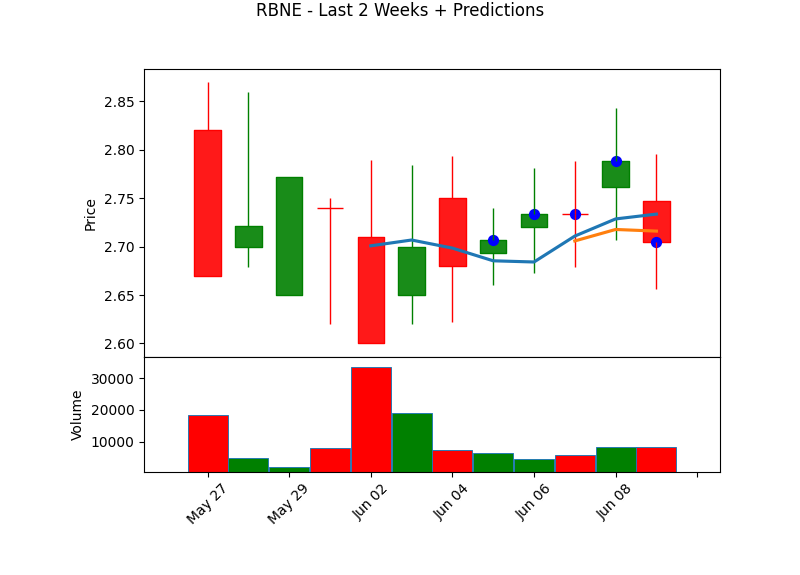 RBNE - Last 2 Weeks + Predictions
2.85
2.80
2.75
2.70
2.65
2.60
Price
30000
20000
10000
Volume
May 27
May 29
Jun 02
Jun 04
Jun 06
Jun 08